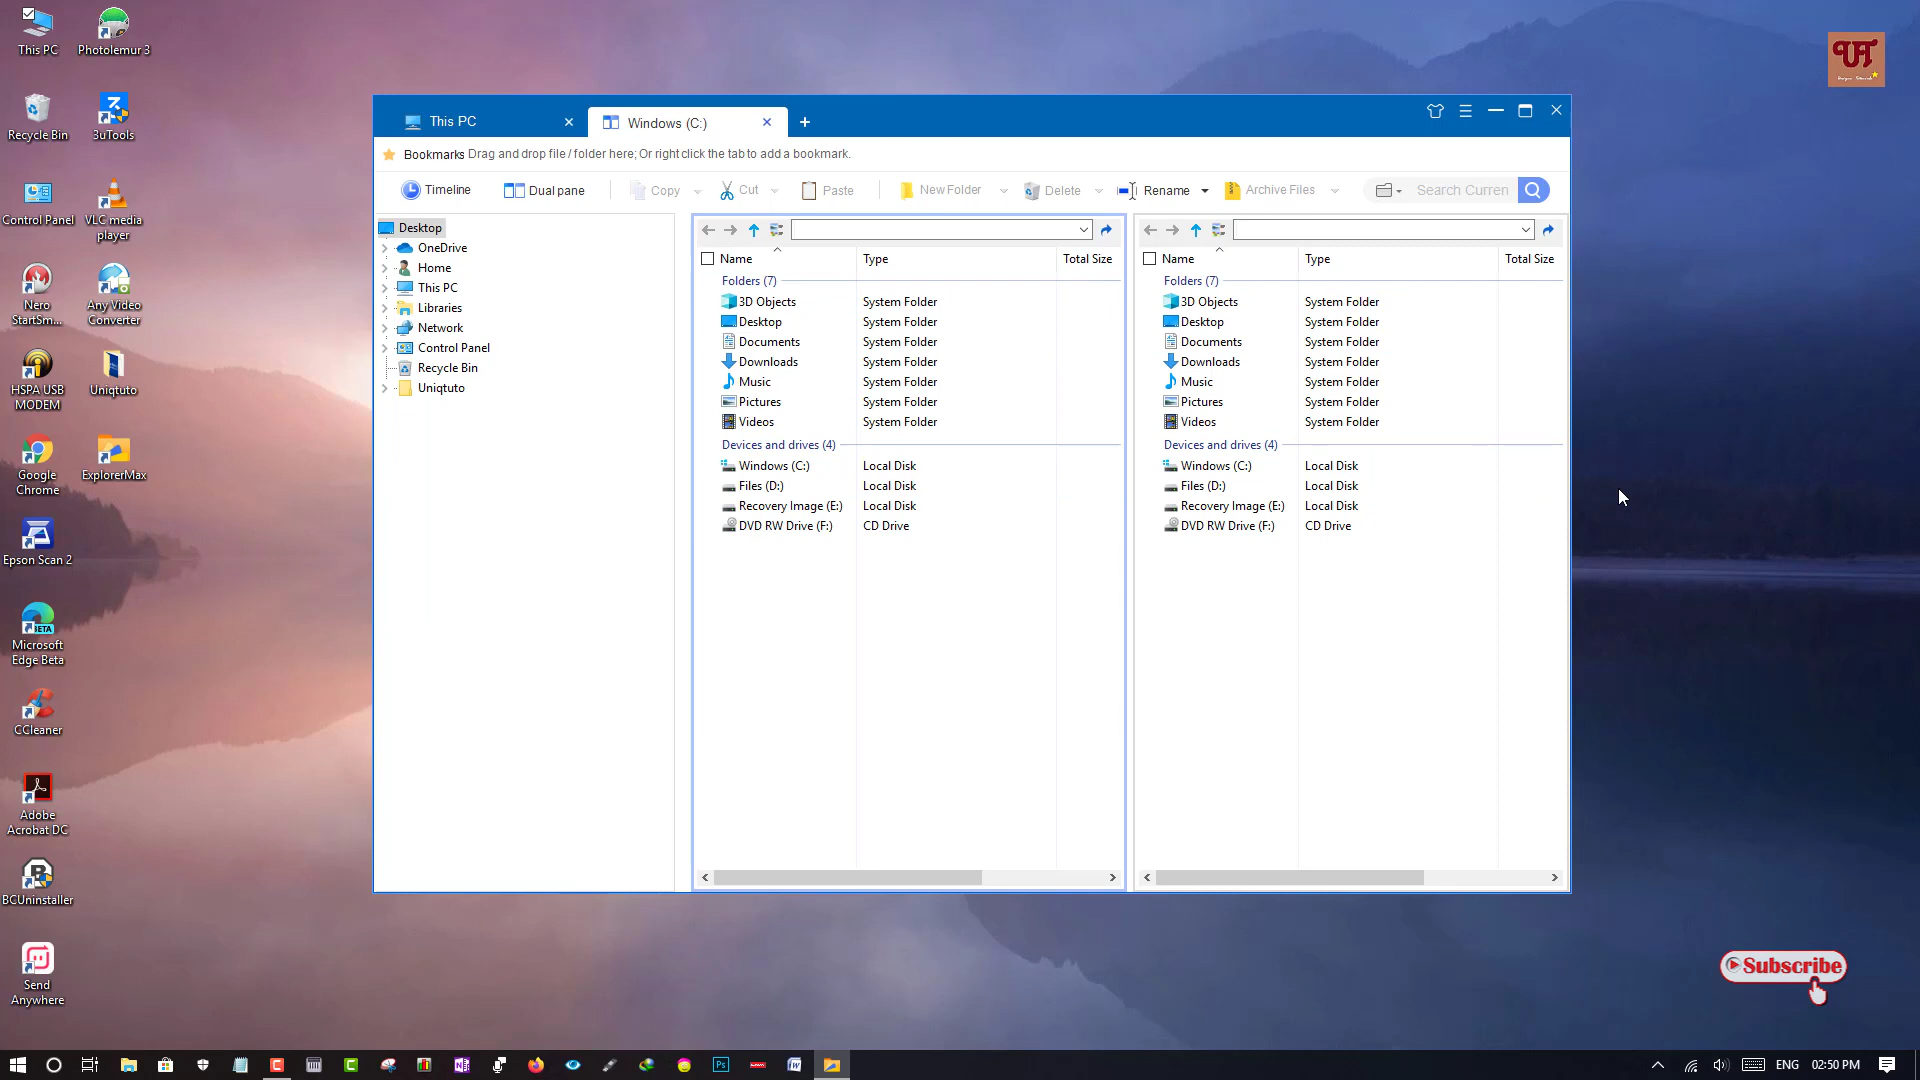 This PC
Photolemur 3
Recycle Bin
3uTools
Control Panel
VLC media
player
Nero
StartSm...
Any Video
Converter
HSPA USB
MODEM
Uniqtuto
Google
Chrome
ExplorerMax
Epson Scan 2
Microsoft
Edge Beta
BETA
CCleaner
Adobe
Acrobat DC
BCUninstaller
Send
Anywhere
This PC
Windows (C:)
Bookmarks Drag and drop file / folder here; Or right click the tab to add a bookmark.
Timeline Dual pane Copy Cut Paste New Folder Delete Rename Archive Files Search Curren
Desktop
OneDrive
Home
This PC
Libraries
Network
Control Panel
Recycle Bin
Uniqtuto
Name Type Total Size
Folders (7)
3D Objects System Folder
Desktop System Folder
Documents System Folder
Downloads System Folder
Music System Folder
Pictures System Folder
Videos System Folder
Devices and drives (4)
Windows (C:) Local Disk
Files (D:) Local Disk
Recovery Image (E:) Local Disk
DVD RW Drive (F:) CD Drive
Name Type Total Size
Folders (7)
3D Objects System Folder
Desktop System Folder
Documents System Folder
Downloads System Folder
Music System Folder
Pictures System Folder
Videos System Folder
Devices and drives (4)
Windows (C:) Local Disk
Files (D:) Local Disk
Recovery Image (E:) Local Disk
DVD RW Drive (F:) CD Drive
UT
Subscribe
Ps
ENG 02:50 PM